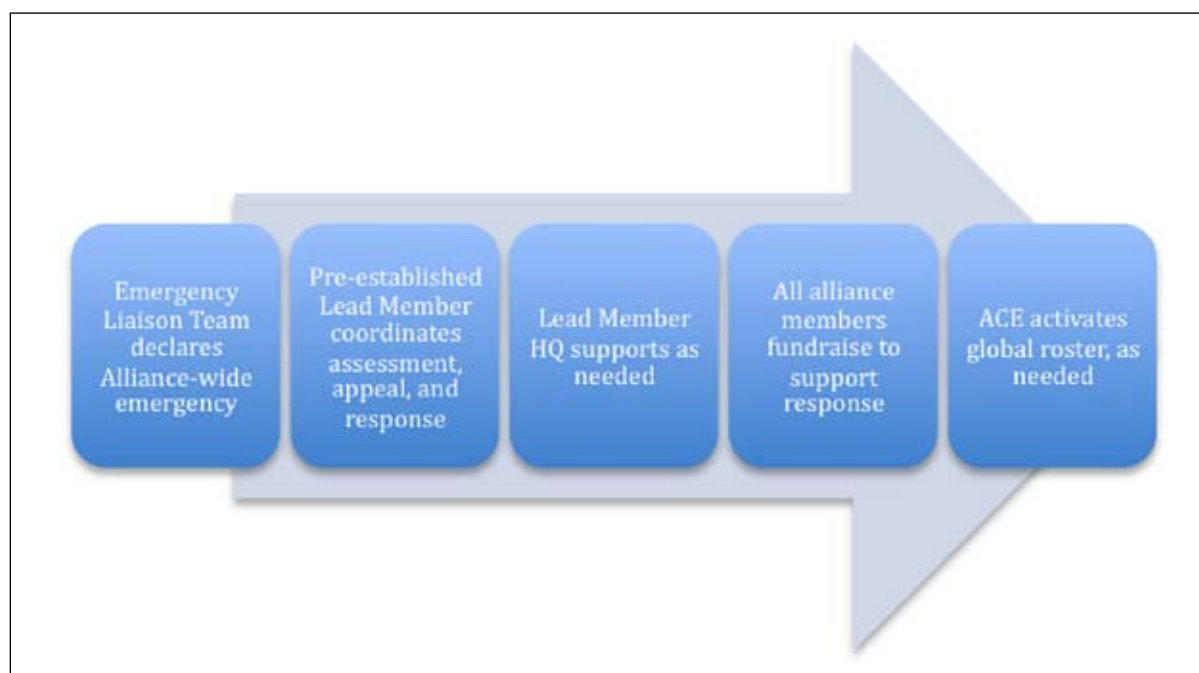 Emergency
Liaison Team
declares
Alliance-wide
emergency
Pre-established
Lead Member
coordinates
assessment,
appeal, and
response
Lead Member
HQ supports as
needed
All alliance
members
fundraise to
support
response
ACE activates
global roster, as
needed